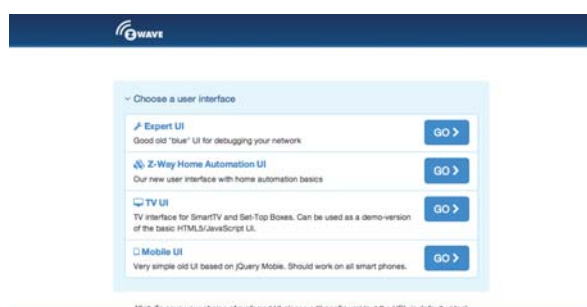 Z WAVE
Choose a user interface
Expert UI
Good old "blue" UI for debugging your network
GO >
Z-Way Home Automation UI
Our new user interface with home automation basics
GO >
TV UI
TV interface for SmartTV and Set-Top Boxes. Can be used as a demo-version
of the basic HTML5/JavaScript UI.
GO >
Mobile UI
Very simple old UI based on jQuery Mobile. Should work on all smart phones.
GO >